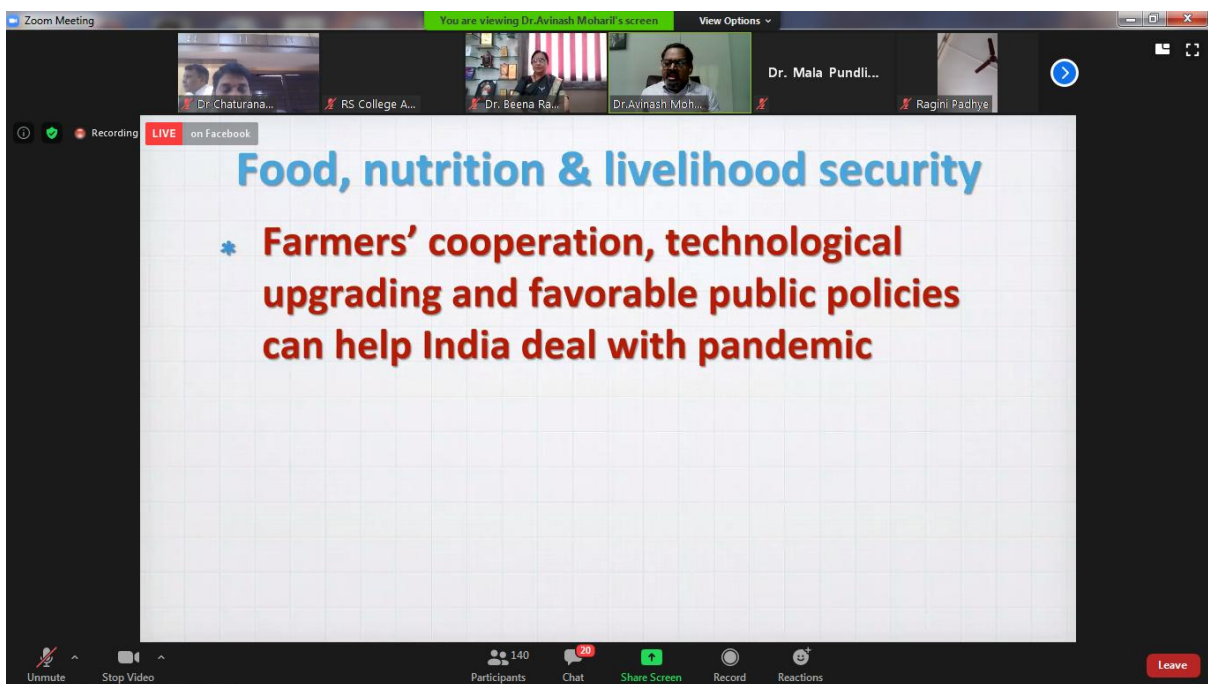 Zoom Meeting
You are viewing Dr.Avinash Moharil's screen
View Options
Dr Chaturana...
RS College A...
Dr. Beena Ra...
Dr.Avinash Moh...
Dr. Mala Pundli...
Ragini Padhye
Recording
LIVE on Facebook
Food, nutrition & livelihood security
* Farmers' cooperation, technological
upgrading and favorable public policies
can help India deal with pandemic
Unmute
Stop Video
140
Participants
20
Chat
Share Screen
Record
Reactions
Leave